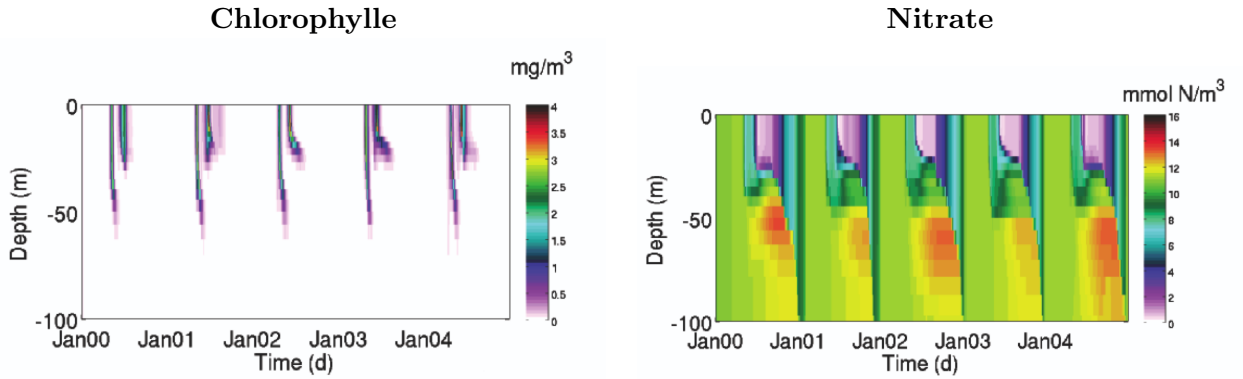 Chlorophylle
mg/m³
Depth (m)
0
-50
-100
Jan00 Jan01 Jan02 Jan03 Jan04
Time (d)
4
3.5
3
2.5
2
1.5
1
0.5
0
Nitrate
mmol N/m³
Depth (m)
0
-50
-100
Jan00 Jan01 Jan02 Jan03 Jan04
Time (d)
16
14
12
10
8
6
4
2
0